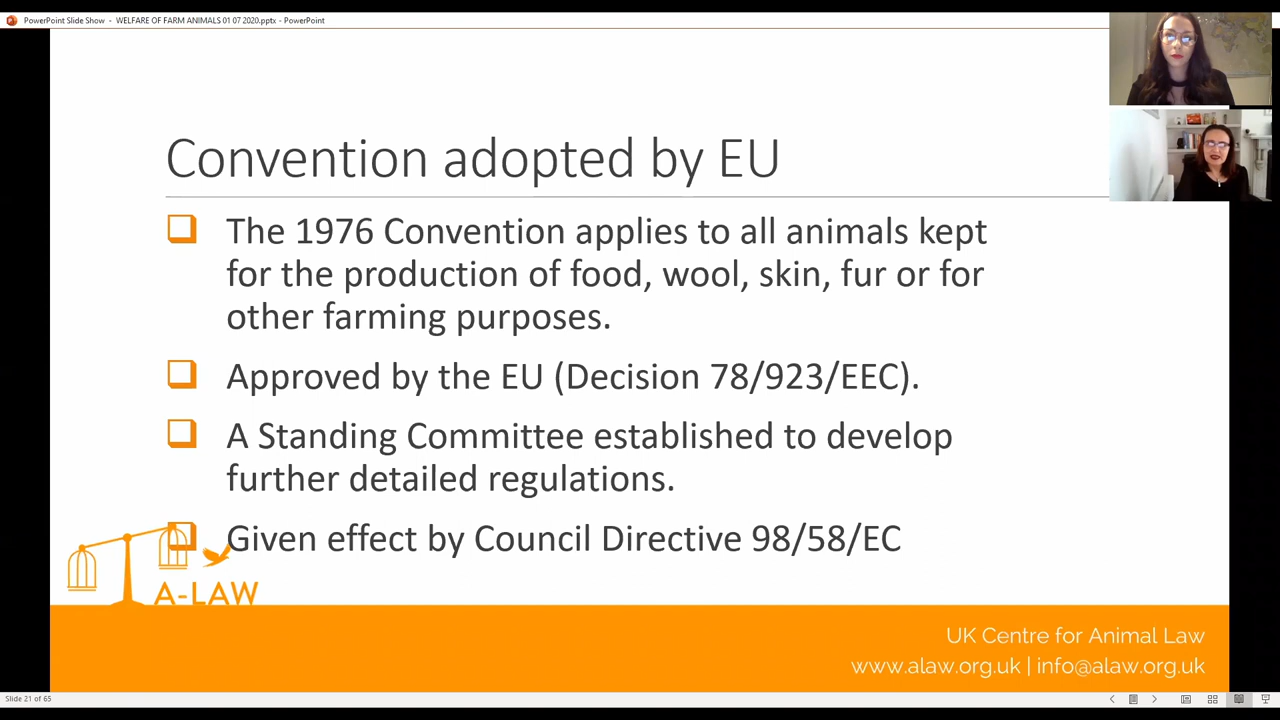 PowerPoint Slide Show - WELFARE OF FARM ANIMALS 01 07 2020.pptx - PowerPoint
Convention adopted by EU
The 1976 Convention applies to all animals kept
for the production of food, wool, skin, fur or for
other farming purposes.
Approved by the EU (Decision 78/923/EEC).
A Standing Committee established to develop
further detailed regulations.
Given effect by Council Directive 98/58/EC
A-LAW
UK Centre for Animal Law
www.alaw.org.uk | info@alaw.org.uk
Slide 21 of 65